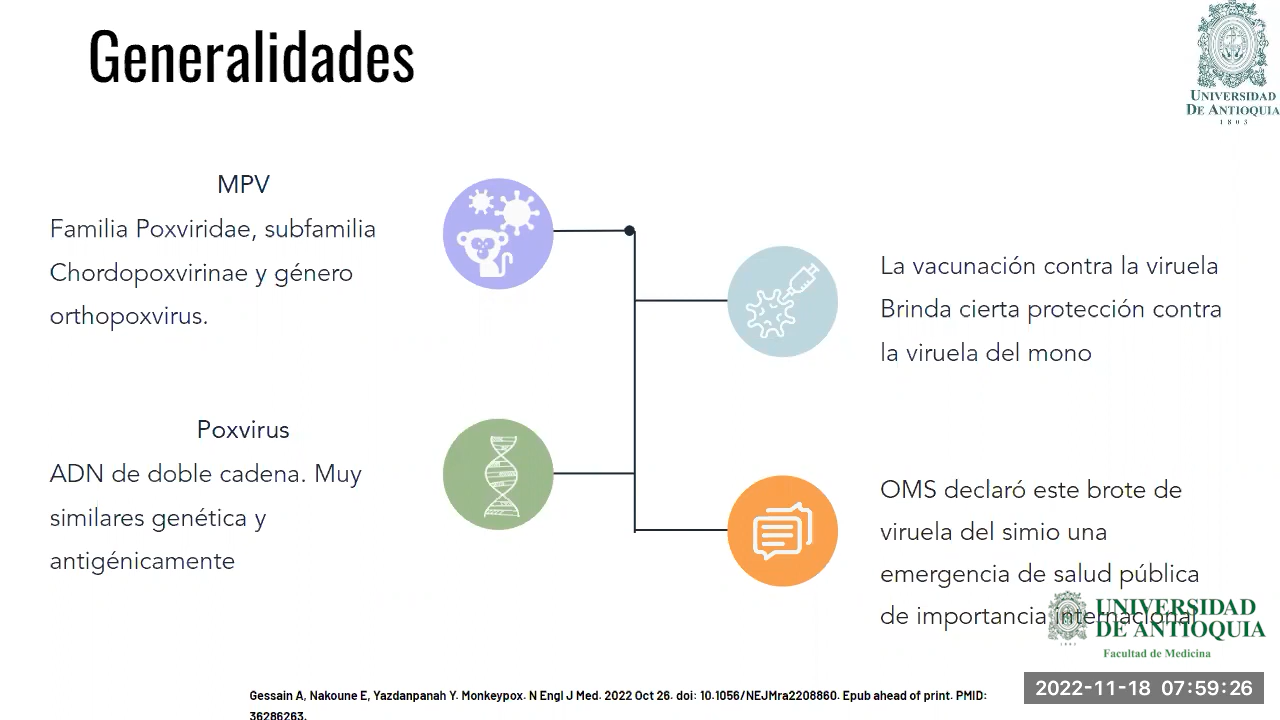 Generalidades
UNIVERSIDAD
DE ANTIOQUIA
1803
MPV
Familia Poxviridae, subfamilia
Chordopoxvirinae y género
orthopoxvirus.
La vacunación contra la viruela
Brinda cierta protección contra
la viruela del mono
Poxvirus
ADN de doble cadena. Muy
similares genética y
antigénicamente
OMS declaró este brote de
viruela del simio una
emergencia de salud pública
de importancia internacional
UNIVERSIDAD
DE ANTIOQUIA
1803
Facultad de Medicina
Gessain A, Nakoune E, Yazdanpanah Y. Monkeypox. N Engl J Med. 2022 Oct 26. doi: 10.1056/NEJMra2208860. Epub ahead of print. PMID:
36286263.
2022-11-18 07:59:26